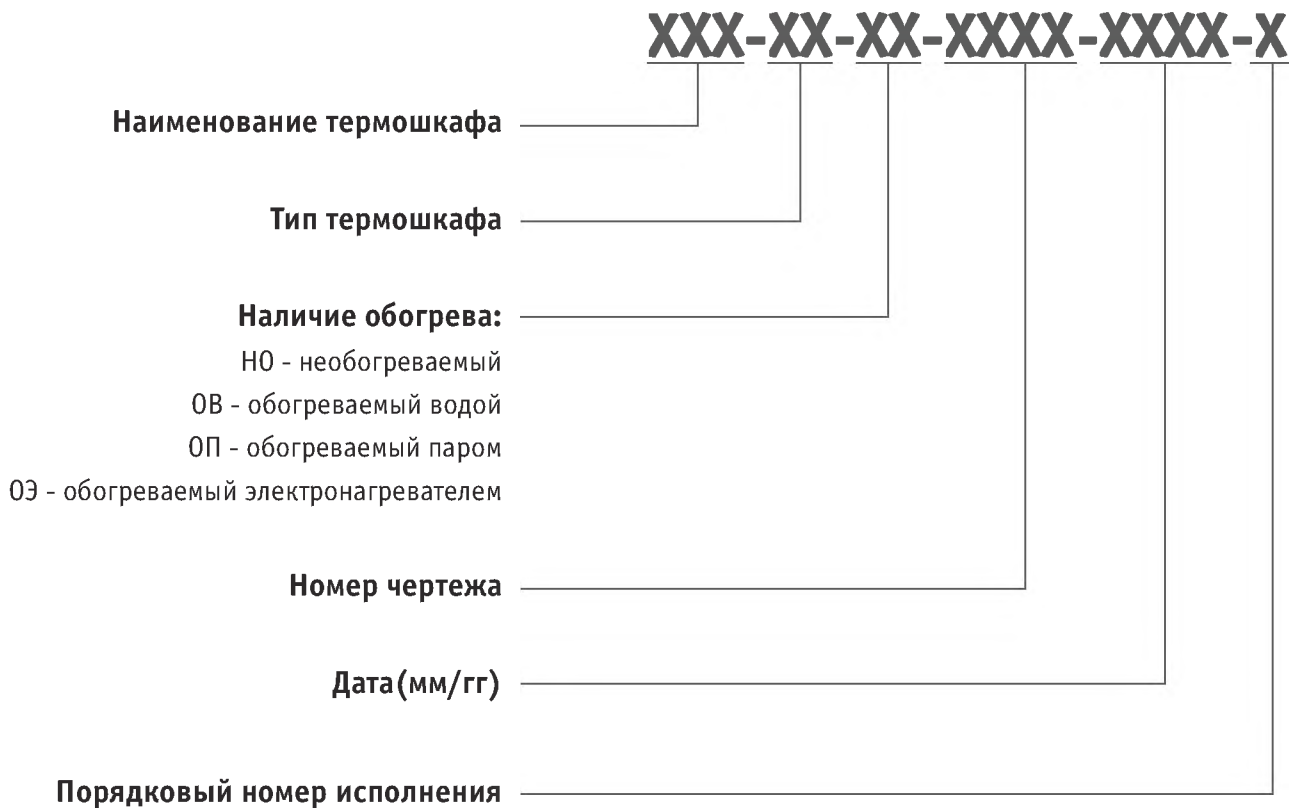 XXX-XX-XX-XXXX-XXXX-X
Наименование термошкафа
Тип термошкафа
Наличие обогрева:
НО - необогреваемый
ОВ - обогреваемый водой
ОП - обогреваемый паром
ОЭ - обогреваемый электронагревателем
Номер чертежа
Дата(мм/гг)
Порядковый номер исполнения